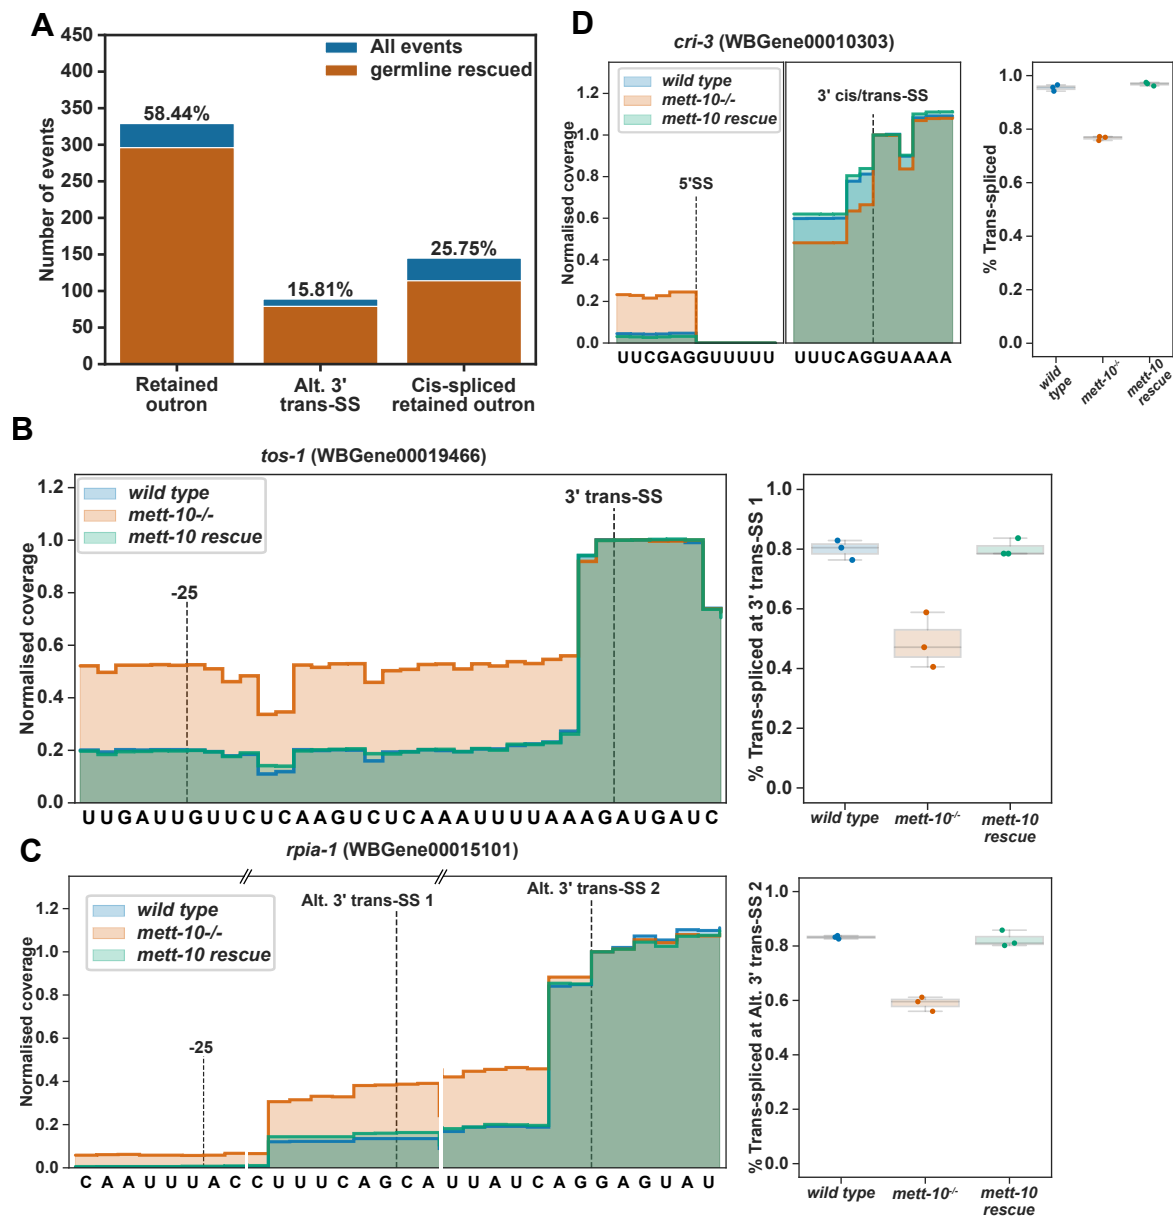 A
Number of events
450
400
350
300
250
200
150
100
50
0
All events
germline rescued
58.44%
15.81%
25.75%
Retained
outron
Alt. 3'
trans-SS
Cis-spliced
retained outron
D
cri-3 (WBGene00010303)
Normalised coverage
1.2
1.0
0.8
0.6
0.4
0.2
0.0
wild type
mett-10-/-
mett-10 rescue
5'SS
3' cis/trans-SS
U U C G A G G U U U U U
U U U C A G G U A A A A
% Trans-spliced
1.0
0.8
0.6
0.4
0.2
0.0
wild
type
mett-10-/-
mett-10
rescue
B
tos-1 (WBGene00019466)
Normalised coverage
1.2
1.0
0.8
0.6
0.4
0.2
0.0
wild type
mett-10-/-
mett-10 rescue
-25
3' trans-SS
U U G A U U G U U C U C A A G U C U C A A A U U U U A A A G A U G A U C
% Trans-spliced at 3' trans-SS 1
1.0
0.8
0.6
0.4
0.2
0.0
wild type
mett-10-/-
mett-10
rescue
C
rpia-1 (WBGene00015101)
Normalised coverage
1.2
1.0
0.8
0.6
0.4
0.2
0.0
wild type
mett-10-/-
mett-10 rescue
-25
Alt. 3' trans-SS 1
Alt. 3' trans-SS 2
C A A U U U A C C U U U C A G C A U U A U C A G G A G U A U
% Trans-spliced at Alt. 3' trans-SS 2
1.0
0.8
0.6
0.4
0.2
0.0
wild type
mett-10-/-
mett-10
rescue